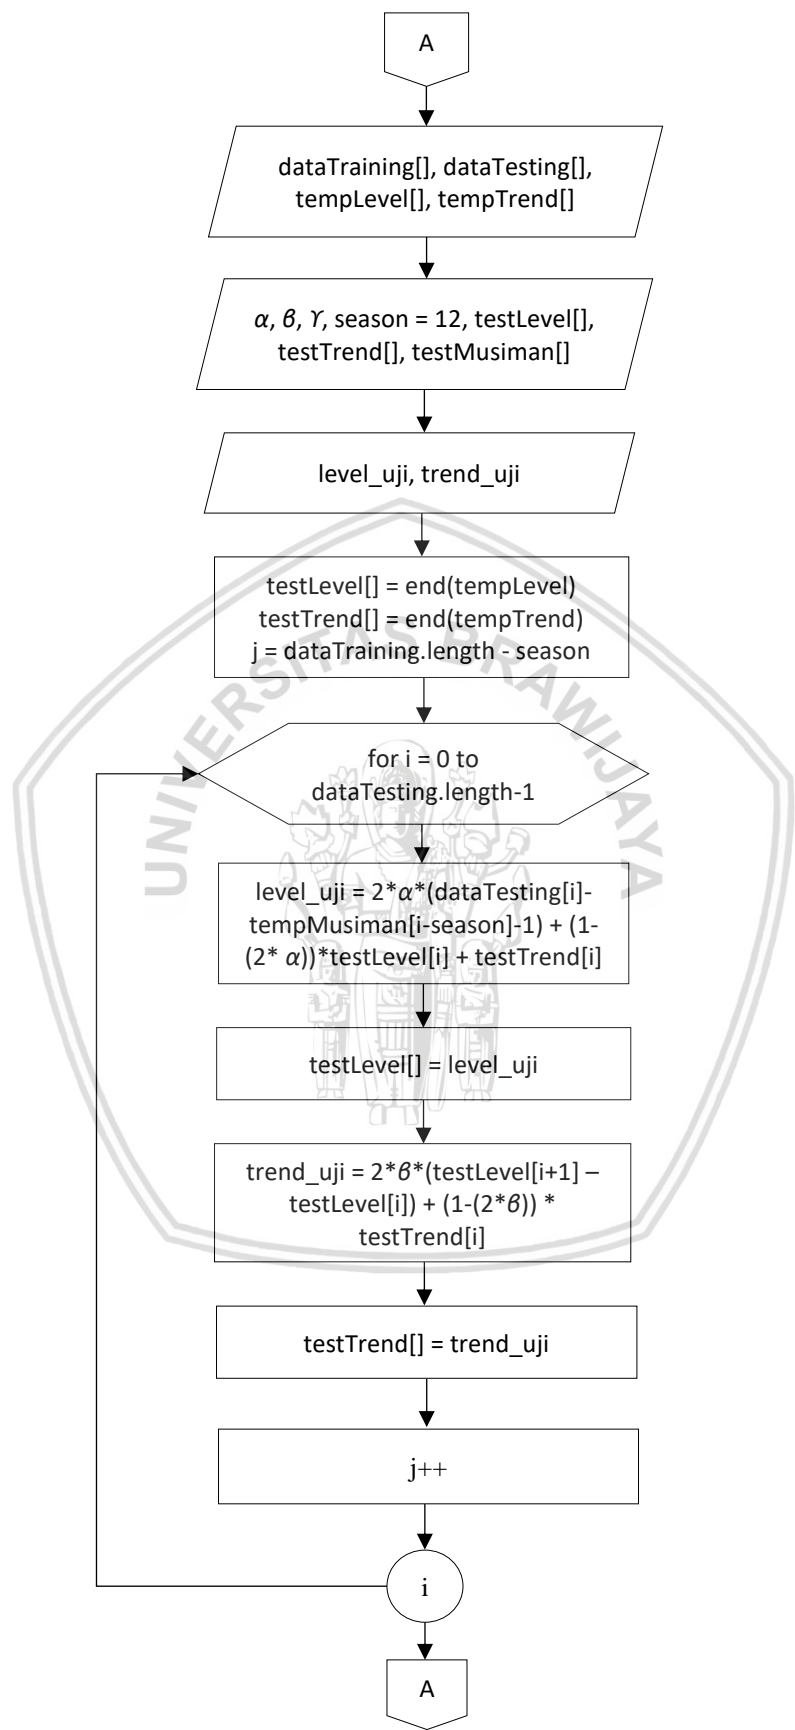 A
dataTraining[], dataTesting[],
tempLevel[], tempTrend[]
α, β, ϒ, season = 12, testLevel[],
testTrend[], testMusiman[]
level_uji, trend_uji
testLevel[] = end(tempLevel)
testTrend[] = end(tempTrend)
j = dataTraining.length - season
UNIVERSITAS BRAWIJAYA
for i = 0 to
dataTesting.length-1
level_uji = 2*α*(dataTesting[i]-
tempMusiman[i-season]-1) + (1-
(2* α))*testLevel[i] + testTrend[i]
testLevel[] = level_uji
trend_uji = 2*β*(testLevel[i+1] –
testLevel[i]) + (1-(2*β)) *
testTrend[i]
testTrend[] = trend_uji
j++
i
A